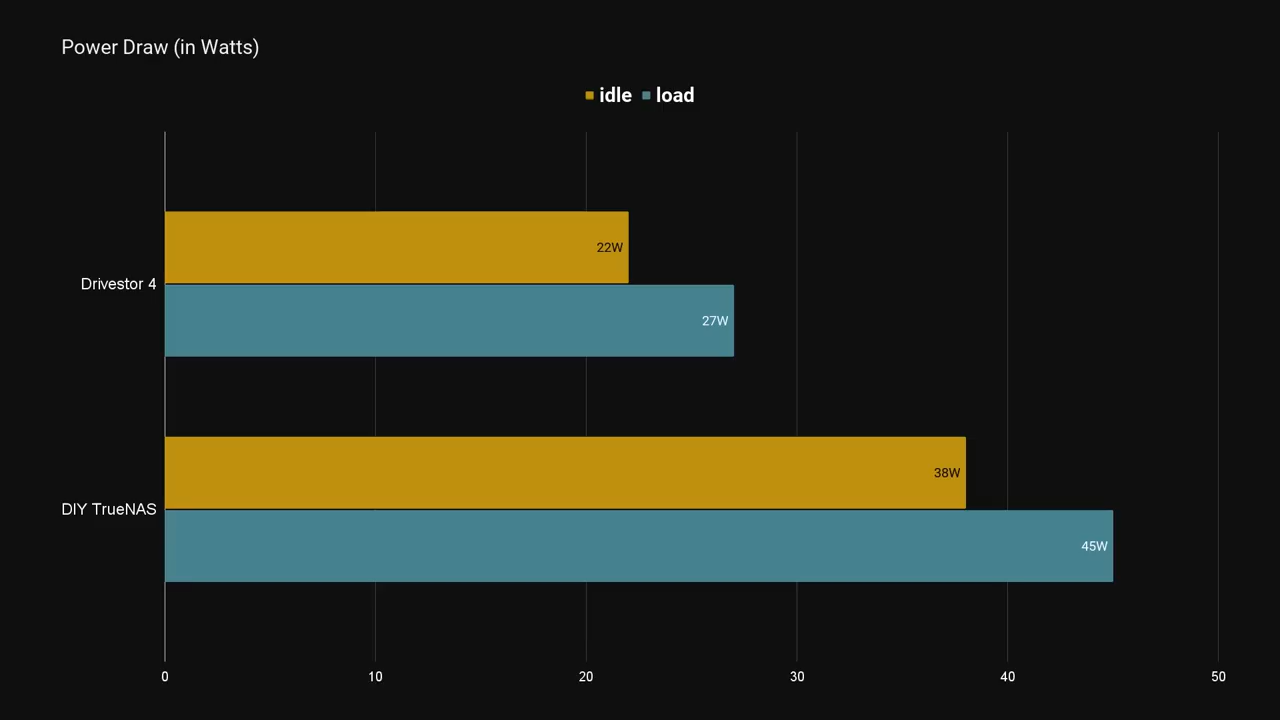 Power Draw (in Watts)
idle load
22W
Drivestor 4
27W
38W
DIY TrueNAS
45W
0 10 20 30 40 50